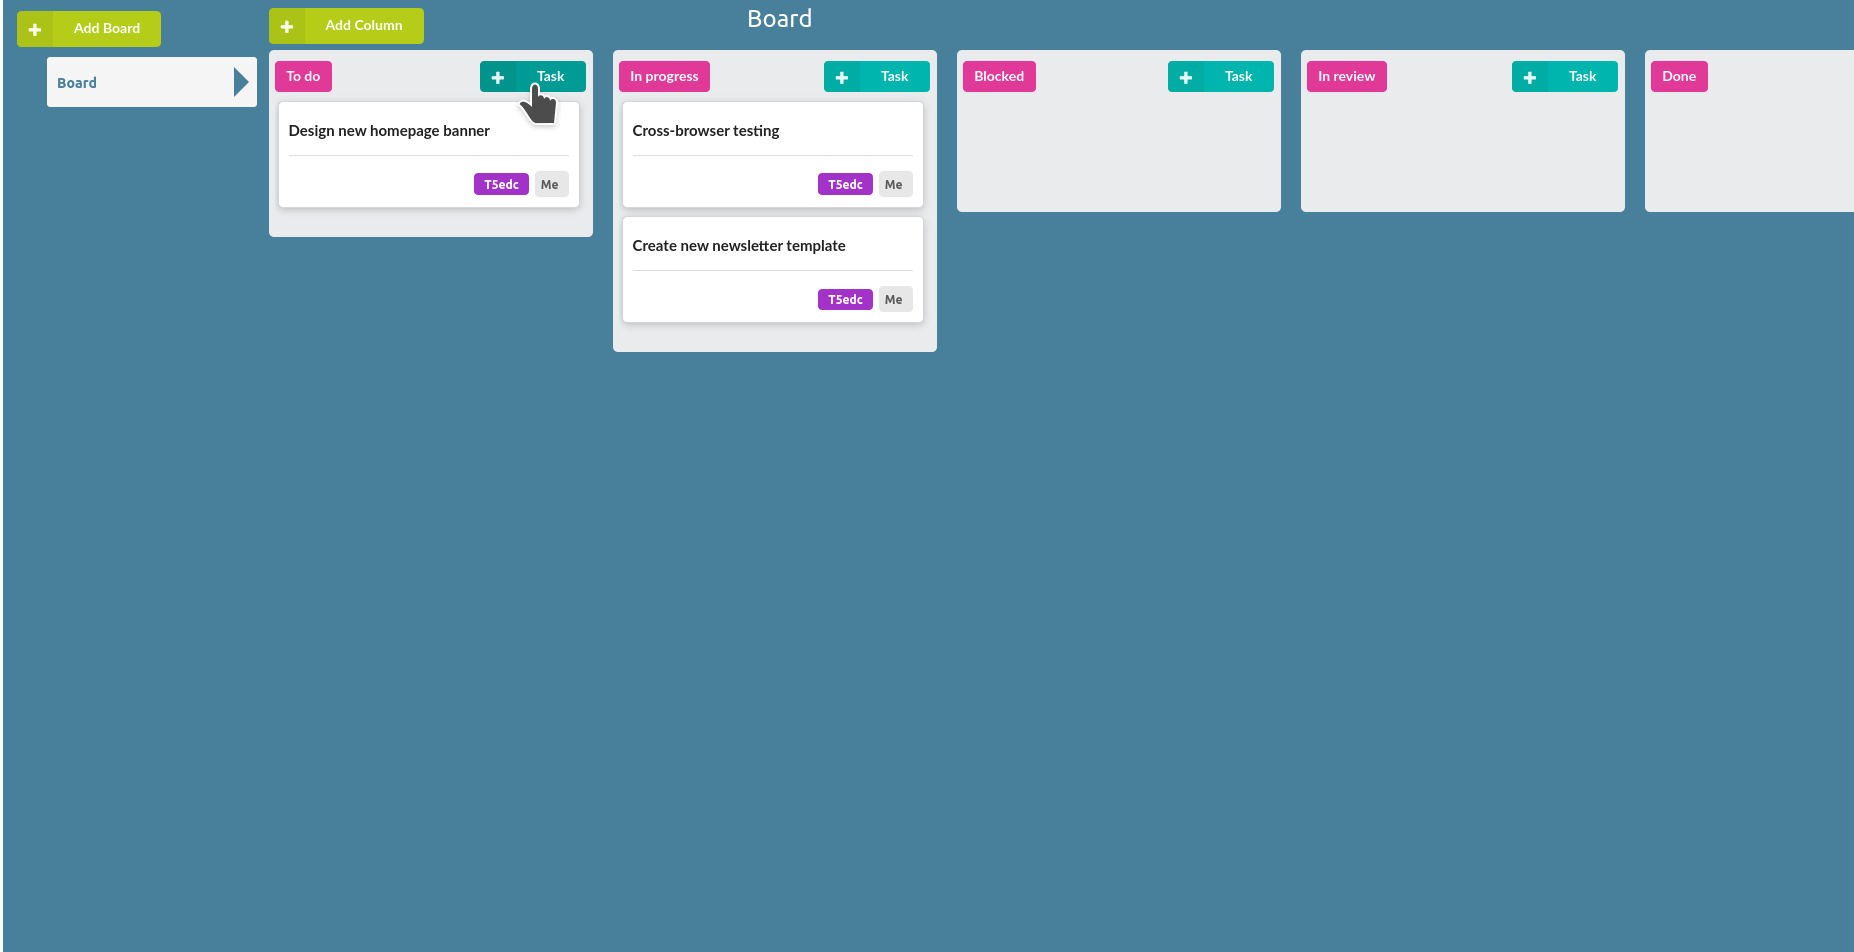 Add Board
Board
Add Column
Board
To do
Task
Design new homepage banner
T5edc
Me
In progress
Task
Cross-browser testing
T5edc
Me
Create new newsletter template
T5edc
Me
Blocked
Task
In review
Task
Done